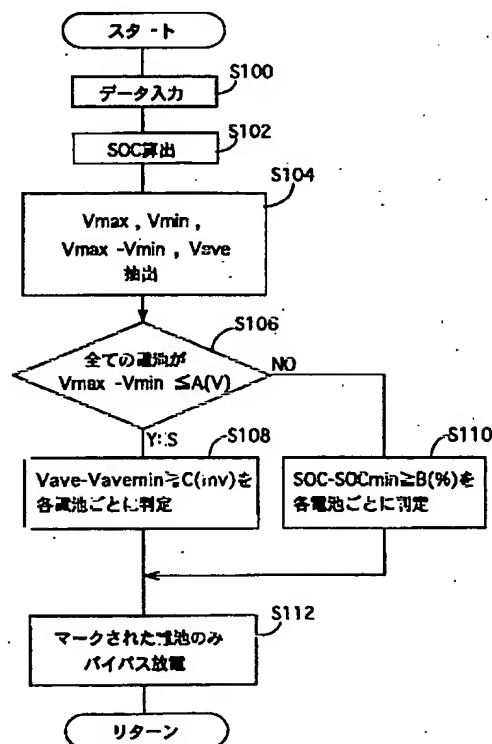 スタート
S100
データ入力
S102
SOC算出
S104
Vmax , Vmin ,
Vmax -Vmin , Vave
抽出
S106
全ての電池が
Vmax -Vmin ≦A(V)
NO
YES
S108
Vave-Vavemin≧C(mv)を
各電池ごとに判定
S110
SOC-SOCmin≧B(%)を
各電池ごとに判定
S112
マークされた電池のみ
バイパス放電
リターン